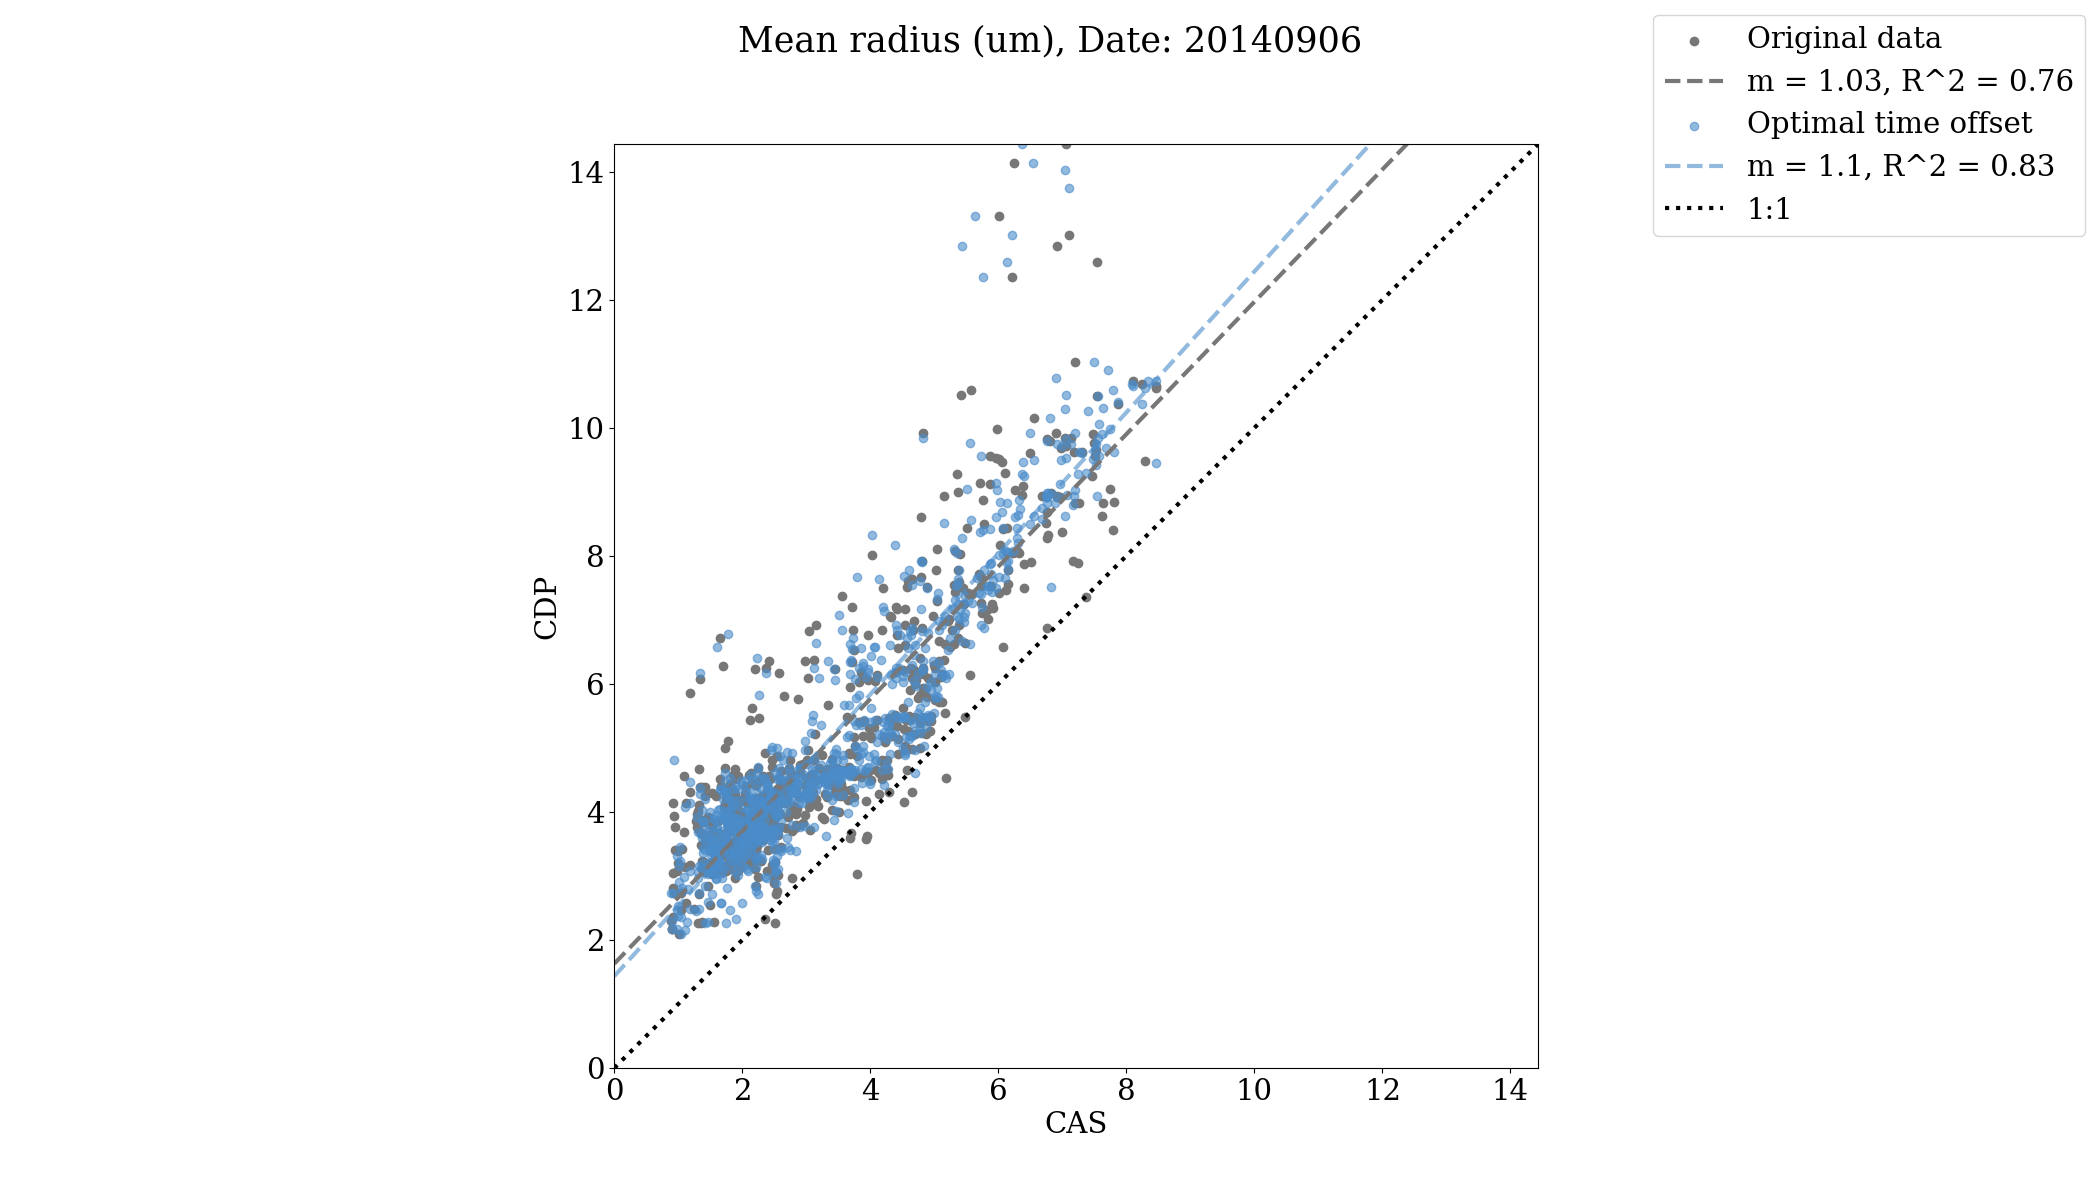 Mean radius (um), Date: 20140906
Original data
m = 1.03, R^2 = 0.76
Optimal time offset
m = 1.1, R^2 = 0.83
1:1
14
12
10
8
6
4
2
0
CDP
0 2 4 6 8 10 12 14
CAS